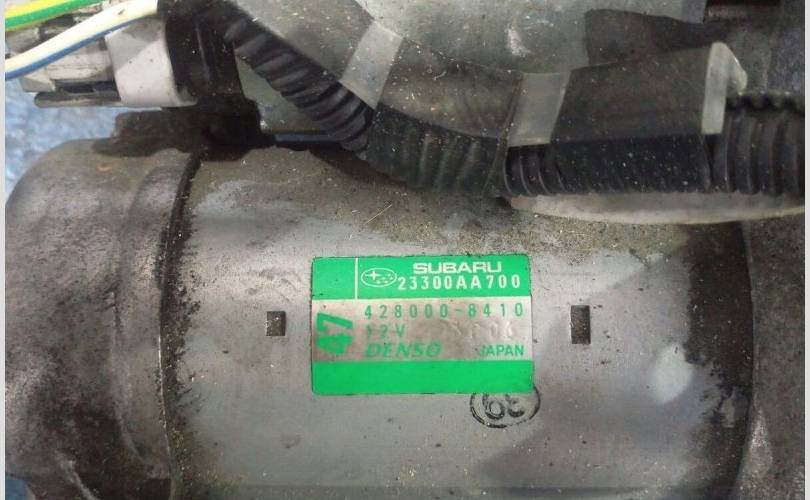 SUBARU
23300AA700
428000-8410
47
12V
DENSO JAPAN